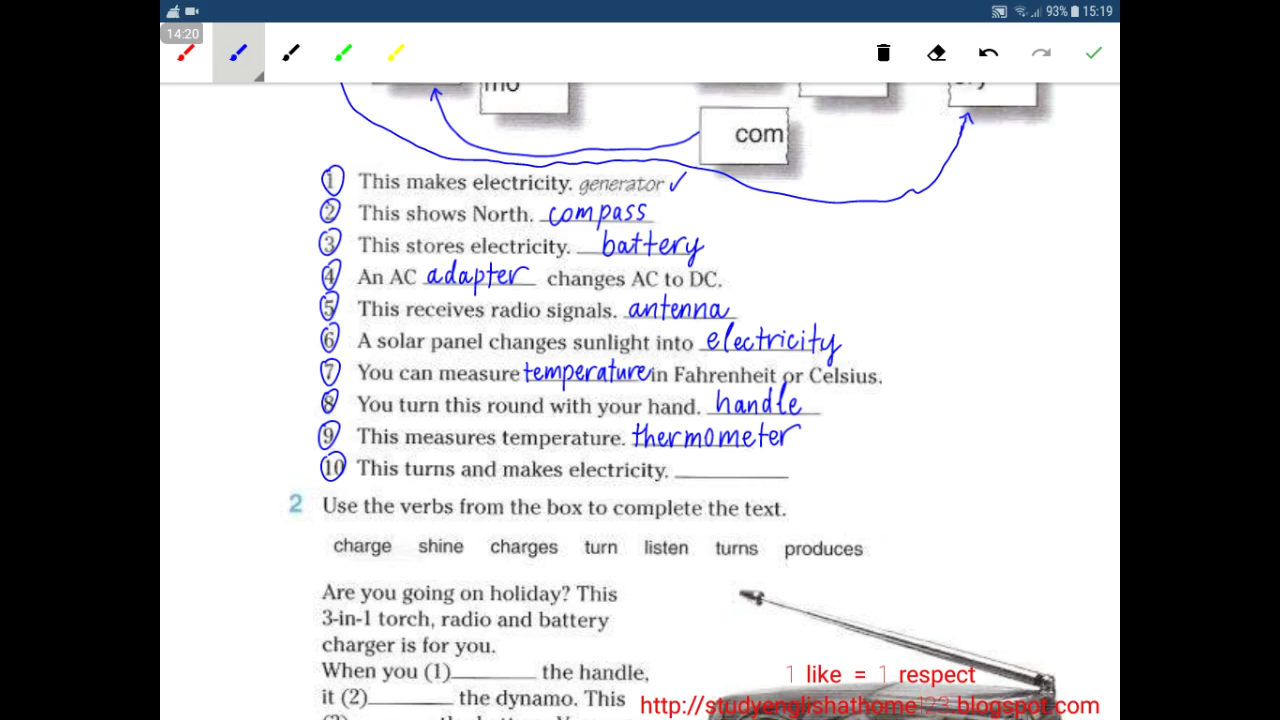 93% 15:19
14:20
mo
com
1 This makes electricity. generator ✓
2 This shows North. compass
3 This stores electricity. battery
4 An AC adapter changes AC to DC.
5 This receives radio signals. antenna
6 A solar panel changes sunlight into electricity
7 You can measure temperature in Fahrenheit or Celsius.
8 You turn this round with your hand. handle
9 This measures temperature. thermometer
10 This turns and makes electricity. ________
2 Use the verbs from the box to complete the text.
charge shine charges turn listen turns produces
Are you going on holiday? This
3-in-1 torch, radio and battery
charger is for you.
When you (1)________ the handle,
it (2)________ the dynamo. This
1 like = 1 respect
http://studyenglishathome123.blogspot.com